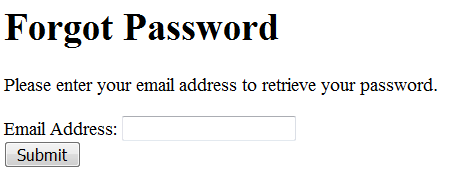 Forgot Password
Please enter your email address to retrieve your password.
Email Address:
Submit